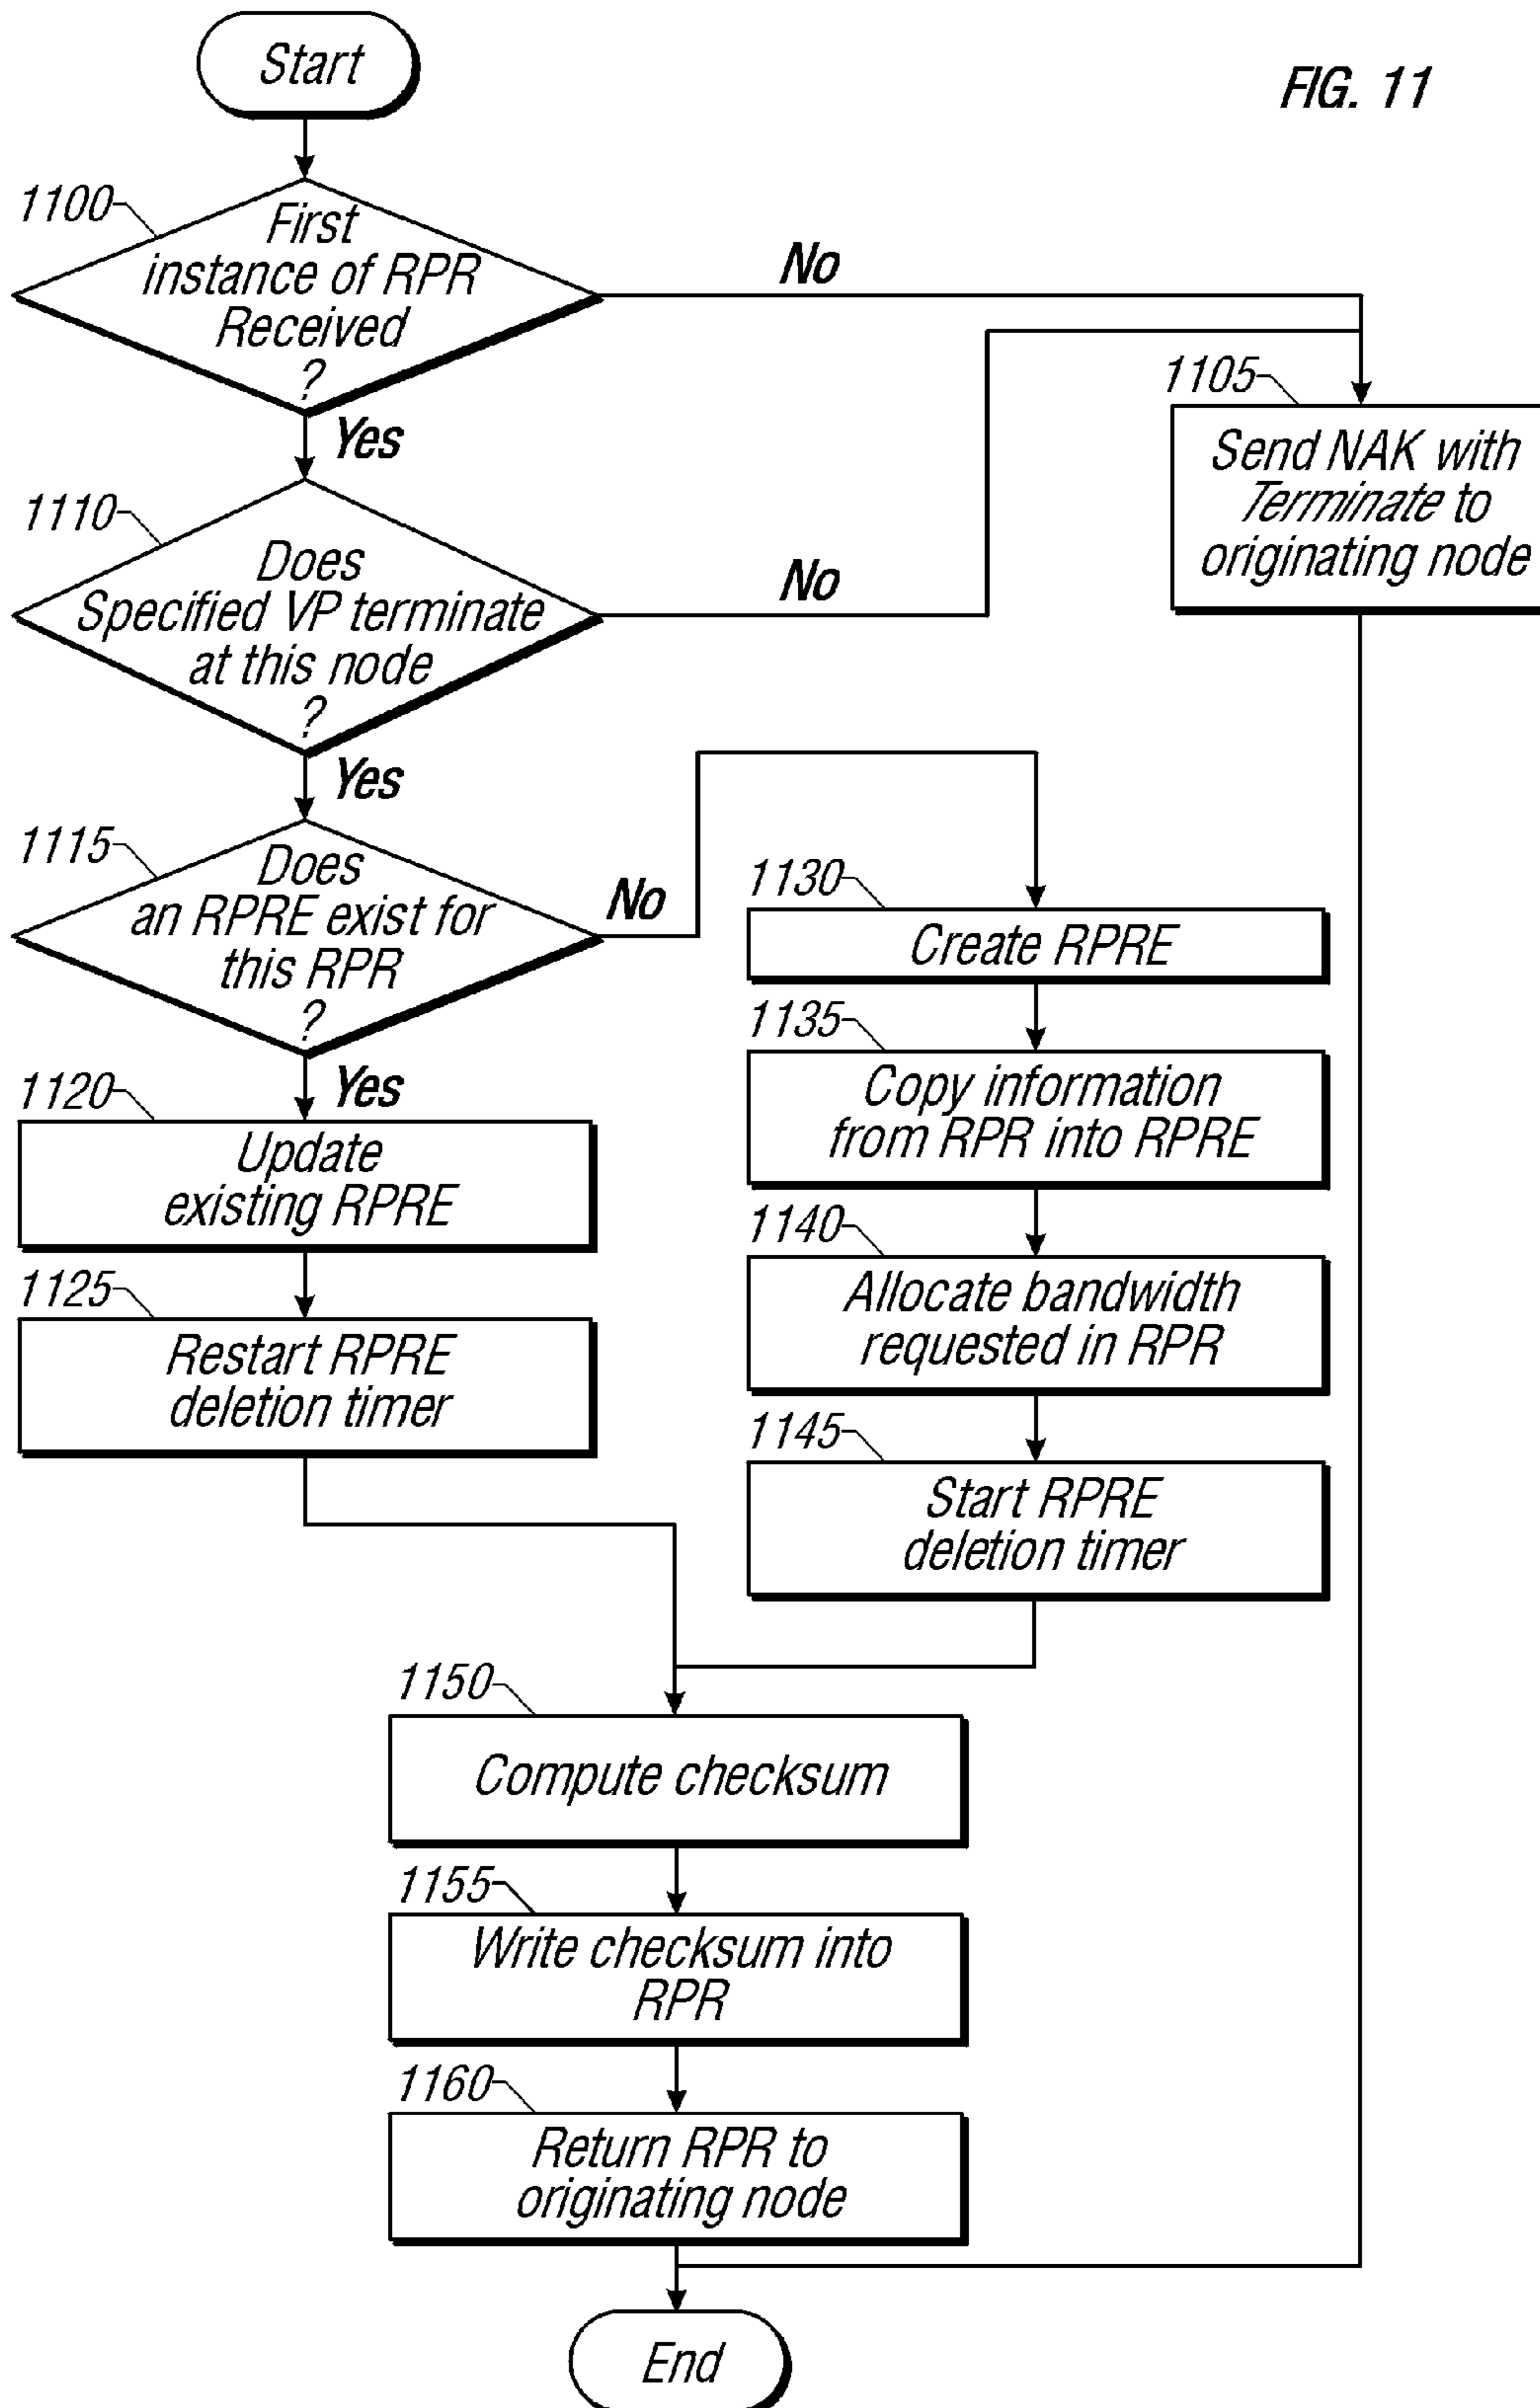 Start
FIG. 11
1100
First
instance of RPR
Received
?
No
Yes
1105
Send NAK with
Terminate to
originating node
1110
Does
Specified VP terminate
at this node
?
No
Yes
1115
Does
an RPRE exist for
this RPR
?
No
Yes
1120
Update
existing RPRE
1125
Restart RPRE
deletion timer
1130
Create RPRE
1135
Copy information
from RPR into RPRE
1140
Allocate bandwidth
requested in RPR
1145
Start RPRE
deletion timer
1150
Compute checksum
1155
Write checksum into
RPR
1160
Return RPR to
originating node
End